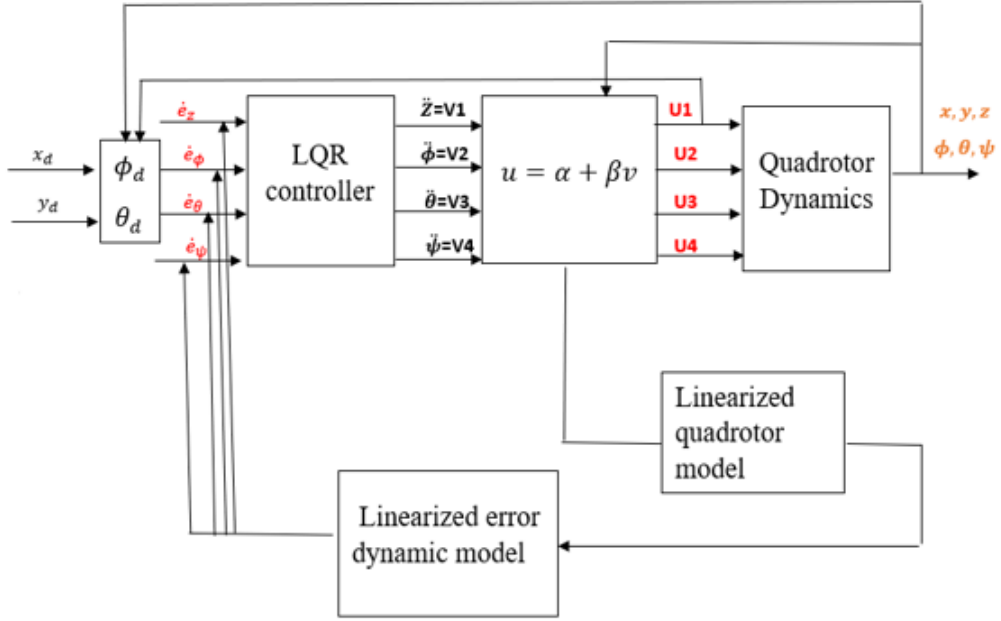 x_d
y_d
ϕ_d
θ_d
ė_z
ė_ϕ
ė_θ
ė_ψ
LQR
controller
Z̈=V1
ϕ̈=V2
θ̈=V3
ψ̈=V4
u = α + βv
U1
U2
U3
U4
Quadrotor
Dynamics
x, y, z
ϕ, θ, ψ
Linearized
quadrotor
model
Linearized error
dynamic model